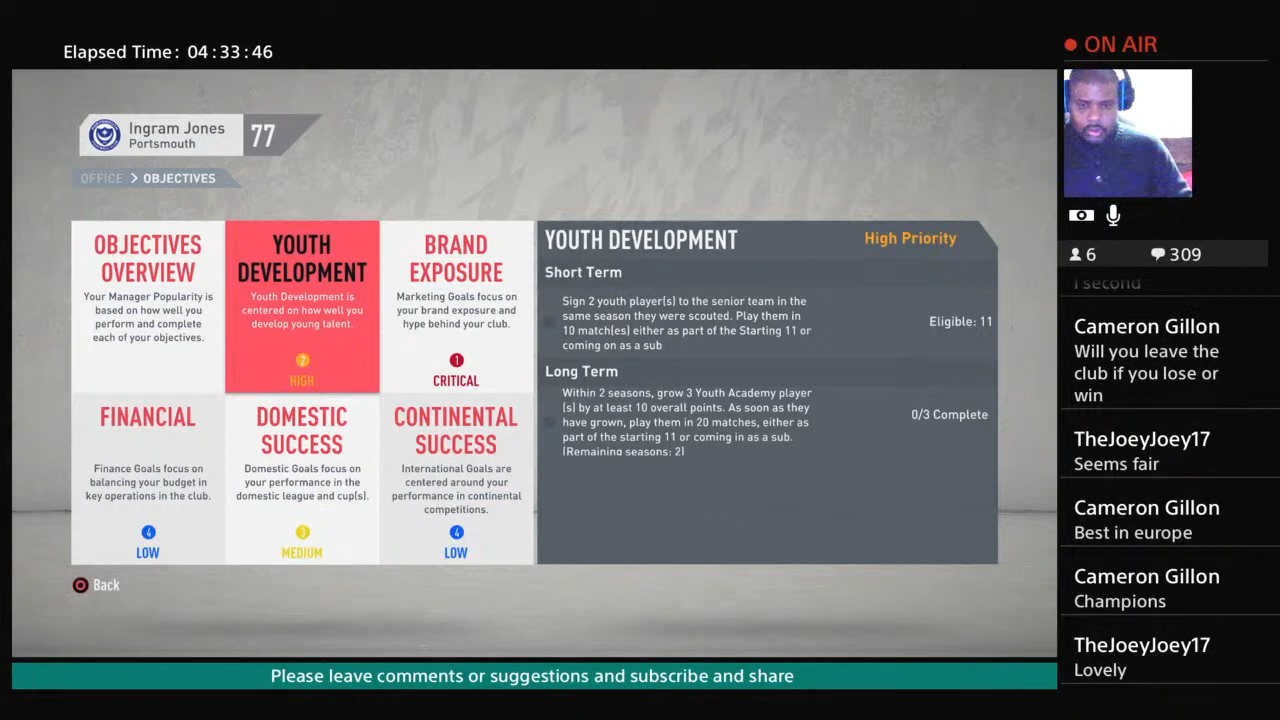 Elapsed Time: 04:33:46
ON AIR
Ingram Jones
Portsmouth
77
OFFICE > OBJECTIVES
OBJECTIVES
OVERVIEW
Your Manager Popularity is
based on how well you
perform and complete
each of your objectives.
YOUTH
DEVELOPMENT
Youth Development is
centered on how well you
develop young talent.
2
HIGH
BRAND
EXPOSURE
Marketing Goals focus on
your brand exposure and
hype behind your club.
1
CRITICAL
FINANCIAL
Finance Goals focus on
balancing your budget in
key operations in the club.
4
LOW
DOMESTIC
SUCCESS
Domestic Goals focus on
your performance in the
domestic league and cup(s).
3
MEDIUM
CONTINENTAL
SUCCESS
International Goals are
centered around your
performance in continental
competitions.
4
LOW
YOUTH DEVELOPMENT
High Priority
Short Term
Sign 2 youth player(s) to the senior team in the
same season they were scouted. Play them in
10 match(es) either as part of the Starting 11 or
coming on as a sub
Eligible: 11
Long Term
Within 2 seasons, grow 3 Youth Academy player
(s) by at least 10 overall points. As soon as they
have grown, play them in 20 matches, either as
part of the starting 11 or coming in as a sub.
(Remaining seasons: 2)
0/3 Complete
Back
Please leave comments or suggestions and subscribe and share
6
309
1 second
Cameron Gillon
Will you leave the
club if you lose or
win
TheJoeyJoey17
Seems fair
Cameron Gillon
Best in europe
Cameron Gillon
Champions
TheJoeyJoey17
Lovely